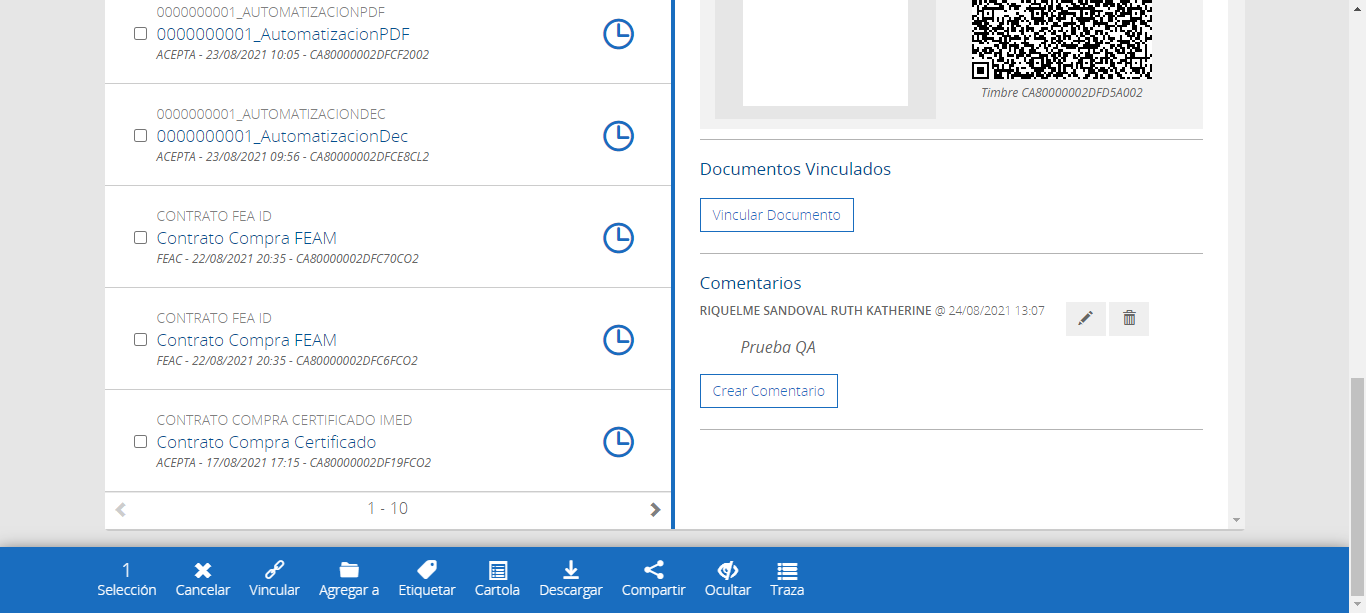 0000000001_AUTOMATIZACIONPDF
0000000001_AutomatizacionPDF
ACEPTA - 23/08/2021 10:05 - CA80000002DFCF2002
0000000001_AUTOMATIZACIONDEC
0000000001_AutomatizacionDec
ACEPTA - 23/08/2021 09:56 - CA80000002DFCE8CL2
CONTRATO FEA ID
Contrato Compra FEAM
FEAC - 22/08/2021 20:35 - CA80000002DFC70CO2
CONTRATO FEA ID
Contrato Compra FEAM
FEAC - 22/08/2021 20:35 - CA80000002DFC6FCO2
CONTRATO COMPRA CERTIFICADO IMED
Contrato Compra Certificado
ACEPTA - 17/08/2021 17:15 - CA80000002DF19FCO2
1 - 10
Timbre CA80000002DFD5A002
Documentos Vinculados
Vincular Documento
Comentarios
RIQUELME SANDOVAL RUTH KATHERINE @ 24/08/2021 13:07
Prueba QA
Crear Comentario
1
Selección
Cancelar
Vincular
Agregar a
Etiquetar
Cartola
Descargar
Compartir
Ocultar
Traza